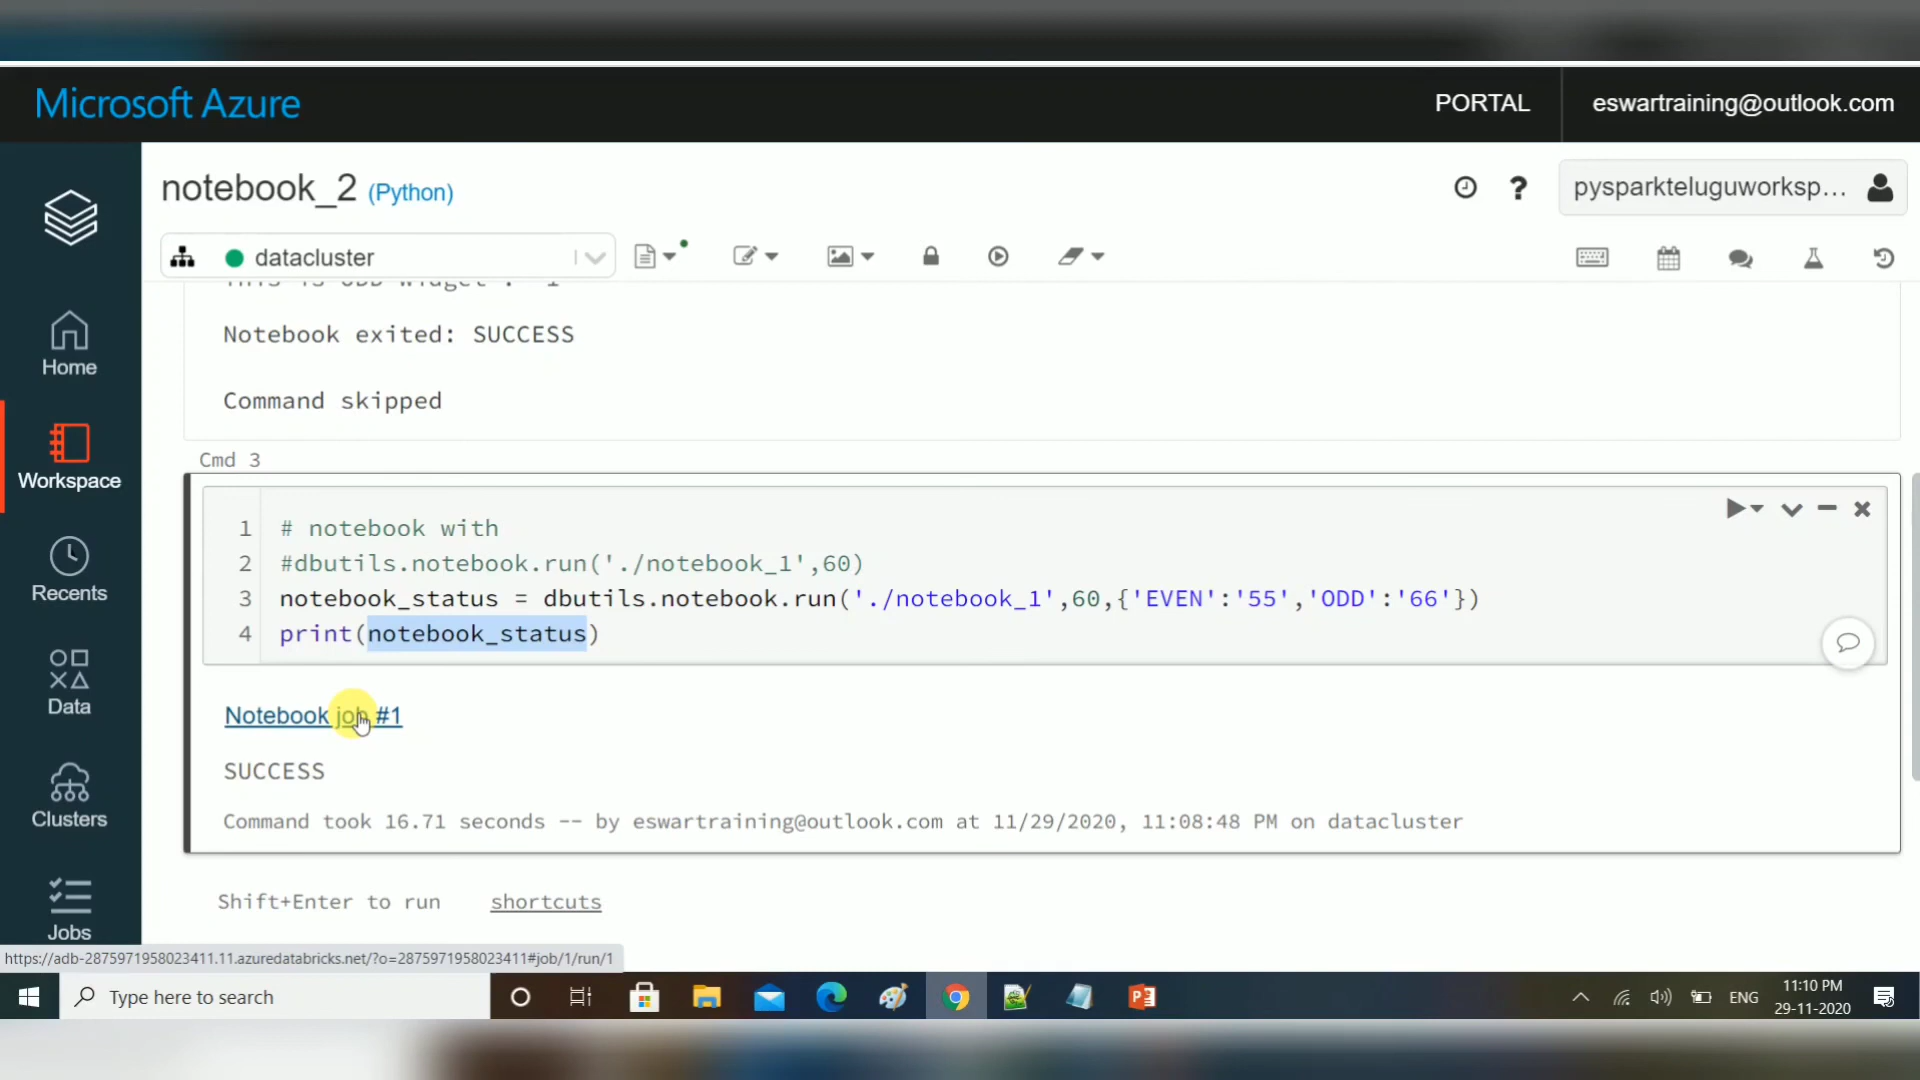 Microsoft Azure
PORTAL
eswartraining@outlook.com
notebook_2 (Python)
pysparkteluguworksp...
datacluster
This is ODD widget : 1
Notebook exited: SUCCESS
Command skipped
Cmd 3
1 # notebook with
2 #dbutils.notebook.run('./notebook_1',60)
3 notebook_status = dbutils.notebook.run('./notebook_1',60,{'EVEN':'55','ODD':'66'})
4 print(notebook_status)
Notebook job #1
SUCCESS
Command took 16.71 seconds -- by eswartraining@outlook.com at 11/29/2020, 11:08:48 PM on datacluster
Shift+Enter to run shortcuts
Home
Workspace
Recents
Data
Clusters
Jobs
https://adb-2875971958023411.11.azuredatabricks.net/?o=2875971958023411#job/1/run/1
Type here to search
ENG
11:10 PM
29-11-2020